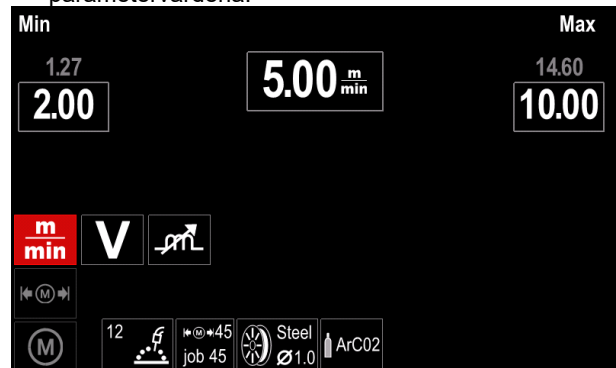 parametervärdena.
Min Max
1.27 5.00 m/min 14.60
2.00 10.00
m/min V
M
M 12 45 job 45 Steel Ø1.0 ArC02